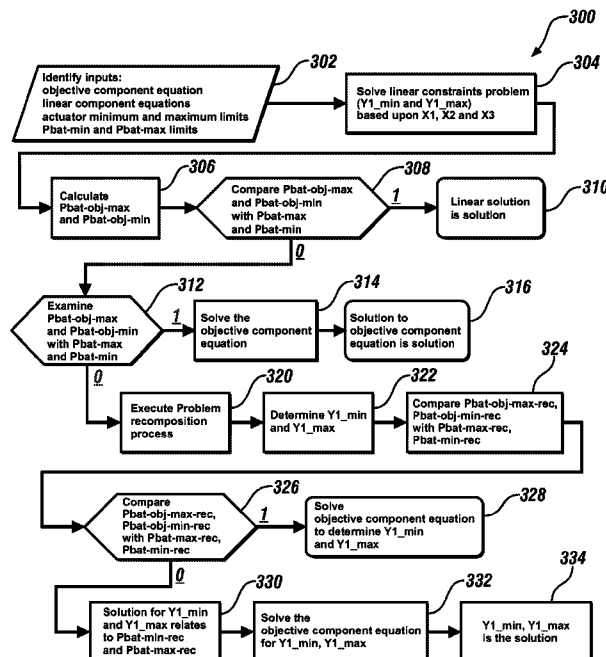 300
302
Identify inputs:
objective component equation
linear component equations
actuator minimum and maximum limits
Pbat-min and Pbat-max limits
304
Solve linear constraints problem
(Y1_min and Y1_max)
based upon X1, X2 and X3
306
Calculate
Pbat-obj-max
and Pbat-obj-min
308
Compare Pbat-obj-max
and Pbat-obj-min
with Pbat-max
and Pbat-min
1
0
310
Linear solution
is solution
312
Examine
Pbat-obj-max
and Pbat-obj-min
with Pbat-max
and Pbat-min
1
0
314
Solve the
objective component
equation
316
Solution to
objective component
equation is solution
320
Execute Problem
recomposition
process
322
Determine Y1_min
and Y1_max
324
Compare Pbat-obj-max-rec,
Pbat-obj-min-rec
with Pbat-max-rec,
Pbat-min-rec
326
Compare
Pbat-obj-max-rec,
Pbat-obj-min-rec
with Pbat-max-rec,
Pbat-min-rec
1
0
328
Solve
objective component equation
to determine Y1_min
and Y1_max
330
Solution for Y1_min
and Y1_max relates
to Pbat-min-rec
and Pbat-max-rec
332
Solve the
objective component equation
for Y1_min, Y1_max
334
Y1_min, Y1_max
is the solution